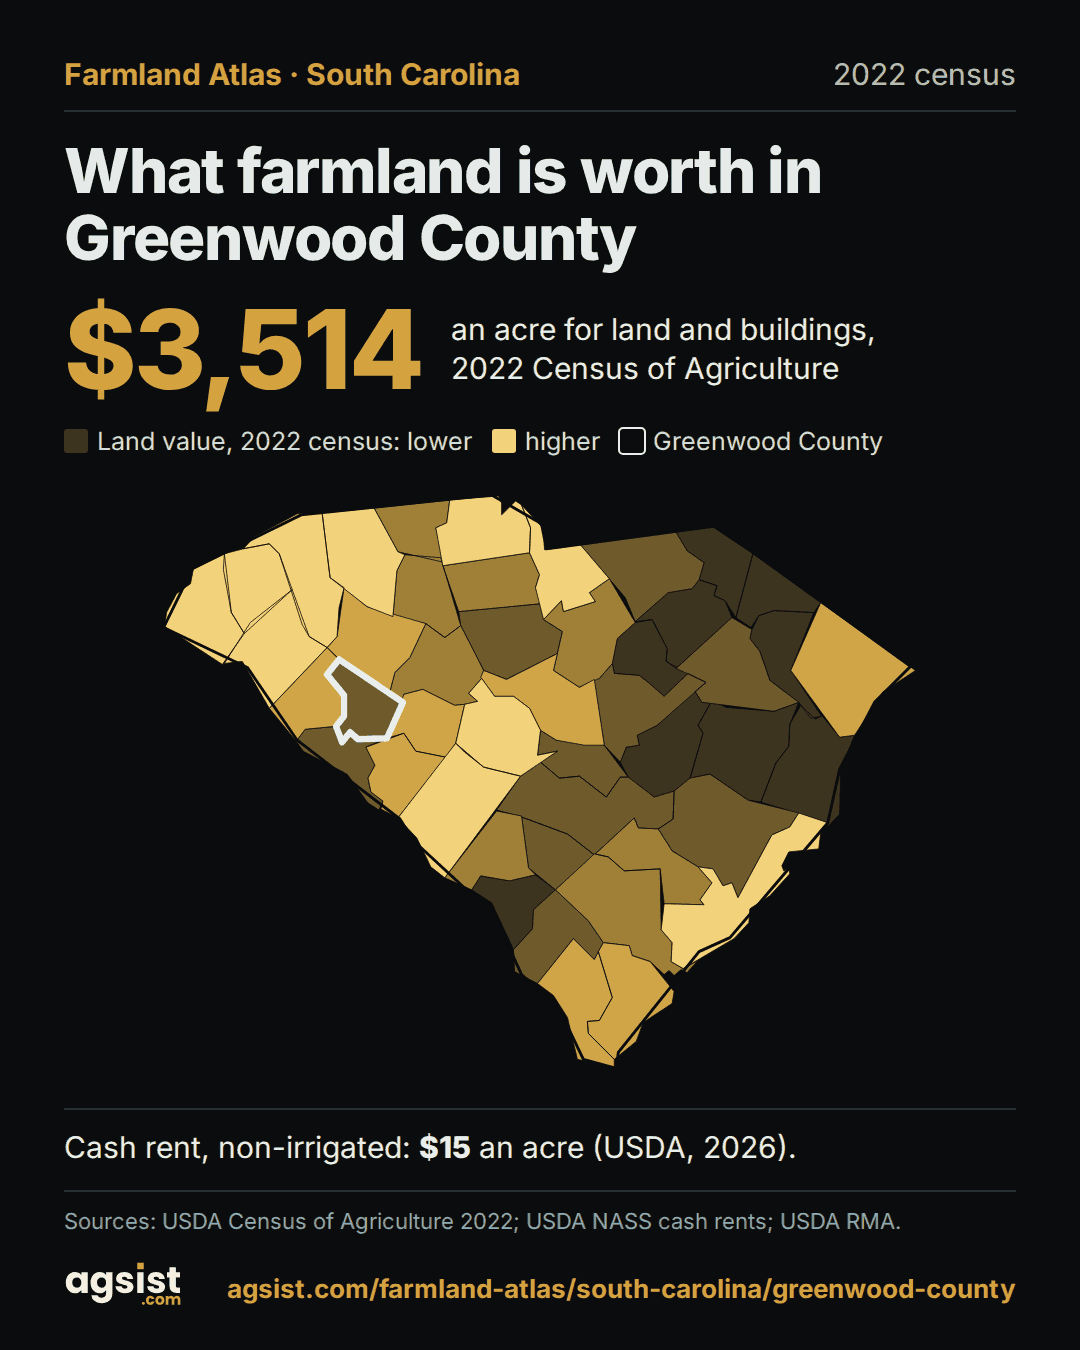 Farmland Atlas · South Carolina
2022 census
What farmland is worth in
Greenwood County
$3,514
an acre for land and buildings,
2022 Census of Agriculture
Land value, 2022 census: lower
higher
Greenwood County
Cash rent, non-irrigated: $15 an acre (USDA, 2026).
Sources: USDA Census of Agriculture 2022; USDA NASS cash rents; USDA RMA.
agsist
.com
agsist.com/farmland-atlas/south-carolina/greenwood-county